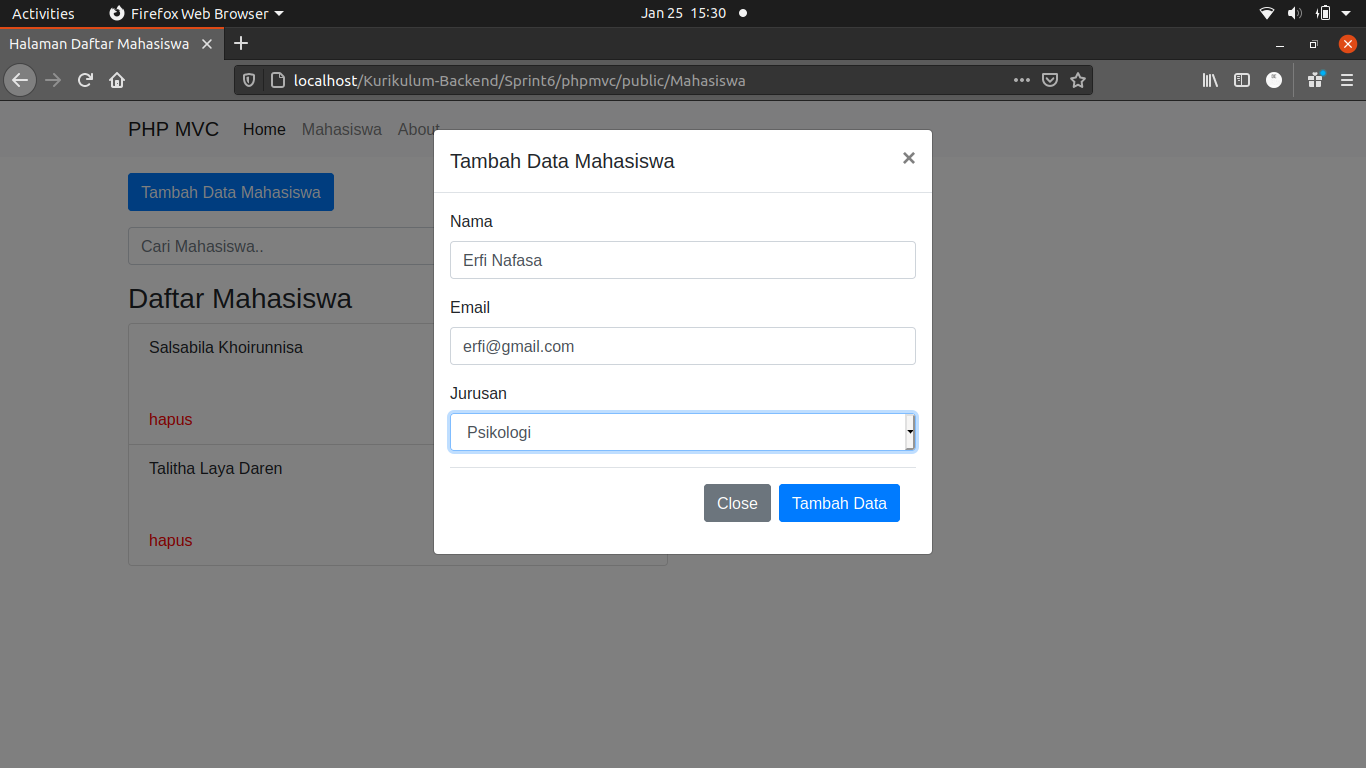 Activities Firefox Web Browser Jan 25 15:30
Halaman Daftar Mahasiswa
localhost/Kurikulum-Backend/Sprint6/phpmvc/public/Mahasiswa
PHP MVC Home Mahasiswa About
Tambah Data Mahasiswa
Cari Mahasiswa..
Daftar Mahasiswa
Salsabila Khoirunnisa
hapus
Talitha Laya Daren
hapus
Tambah Data Mahasiswa ×
Nama
Erfi Nafasa
Email
erfi@gmail.com
Jurusan
Psikologi
Close Tambah Data